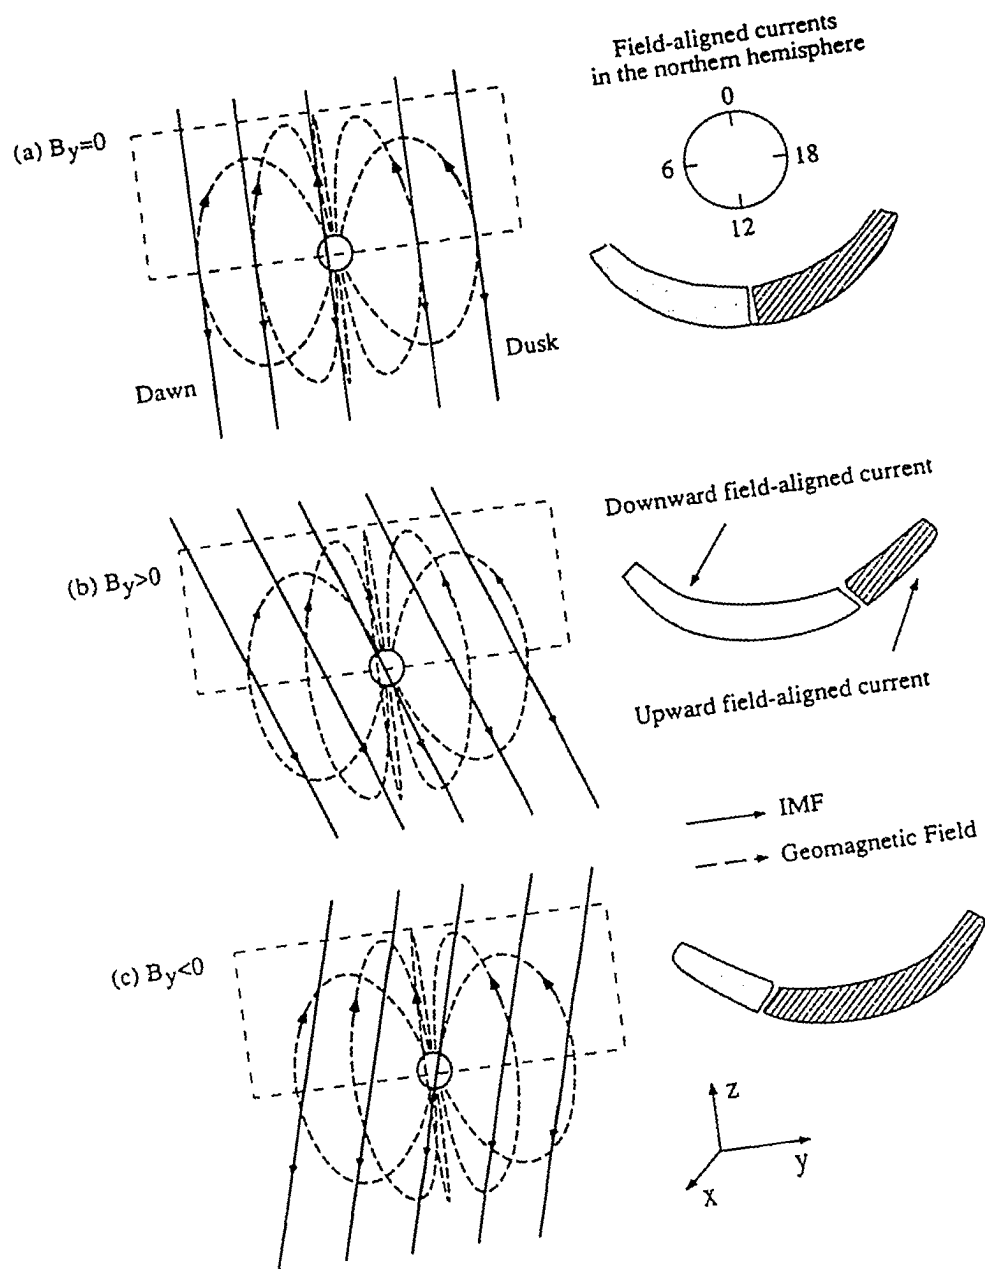 Field-aligned currents
in the northern hemisphere
0
6
18
12
(a) By=0
Dawn
Dusk
(b) By>0
Downward field-aligned current
Upward field-aligned current
IMF
Geomagnetic Field
(c) By<0
z
y
x